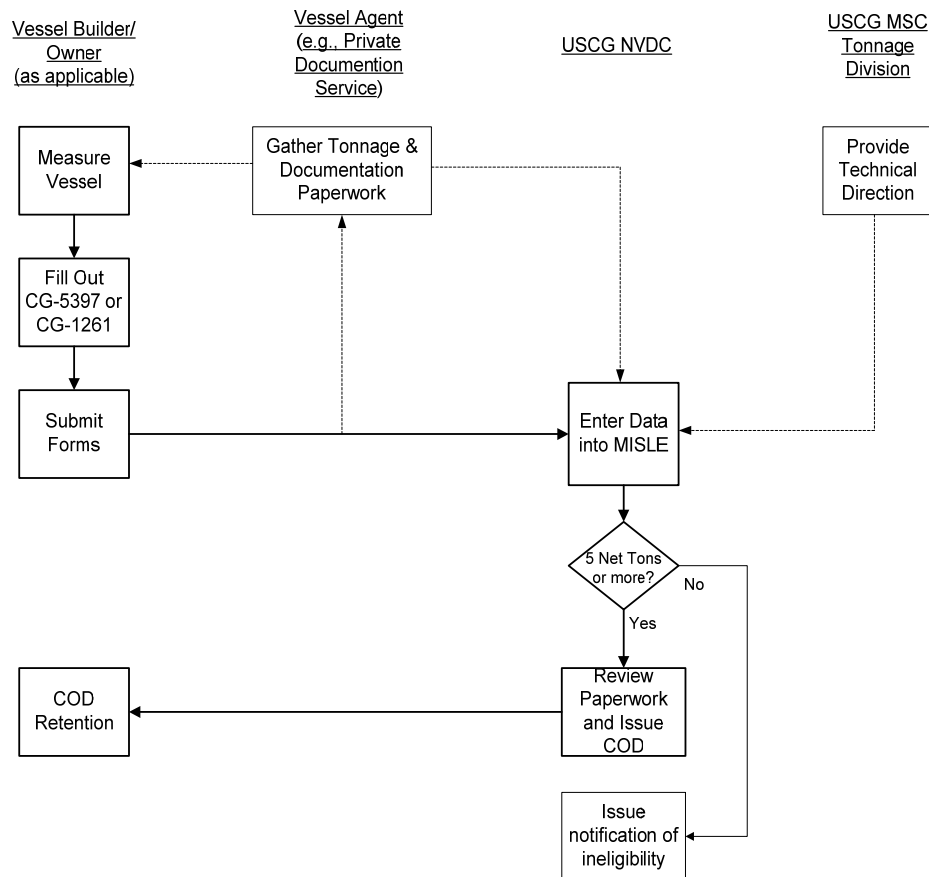 Vessel Builder/
Owner
(as applicable)
Vessel Agent
(e.g., Private
Documention
Service)
USCG NVDC
USCG MSC
Tonnage
Division
Measure
Vessel
Gather Tonnage &
Documentation
Paperwork
Provide
Technical
Direction
Fill Out
CG-5397 or
CG-1261
Submit
Forms
Enter Data
into MISLE
5 Net Tons
or more?
No
Yes
COD
Retention
Review
Paperwork
and Issue
COD
Issue
notification of
ineligibility